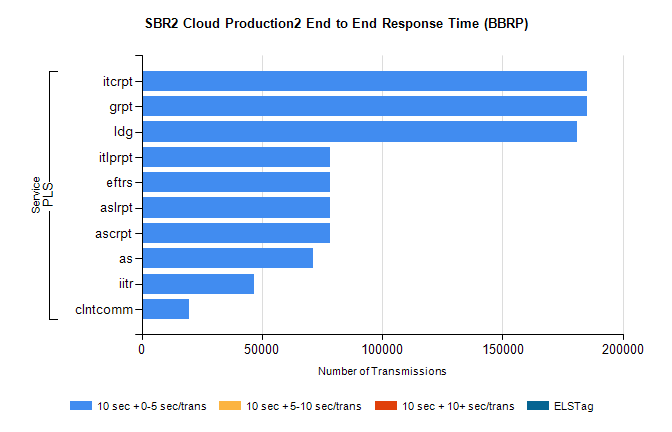 SBR2 Cloud Production2 End to End Response Time (BBRP)
Service
PLS
itcrpt
grpt
ldg
itlprpt
eftrs
aslrpt
ascrpt
as
iitr
clntcomm
0 50000 100000 150000 200000
Number of Transmissions
10 sec +0-5 sec/trans 10 sec +5-10 sec/trans 10 sec + 10+ sec/trans ELSTag